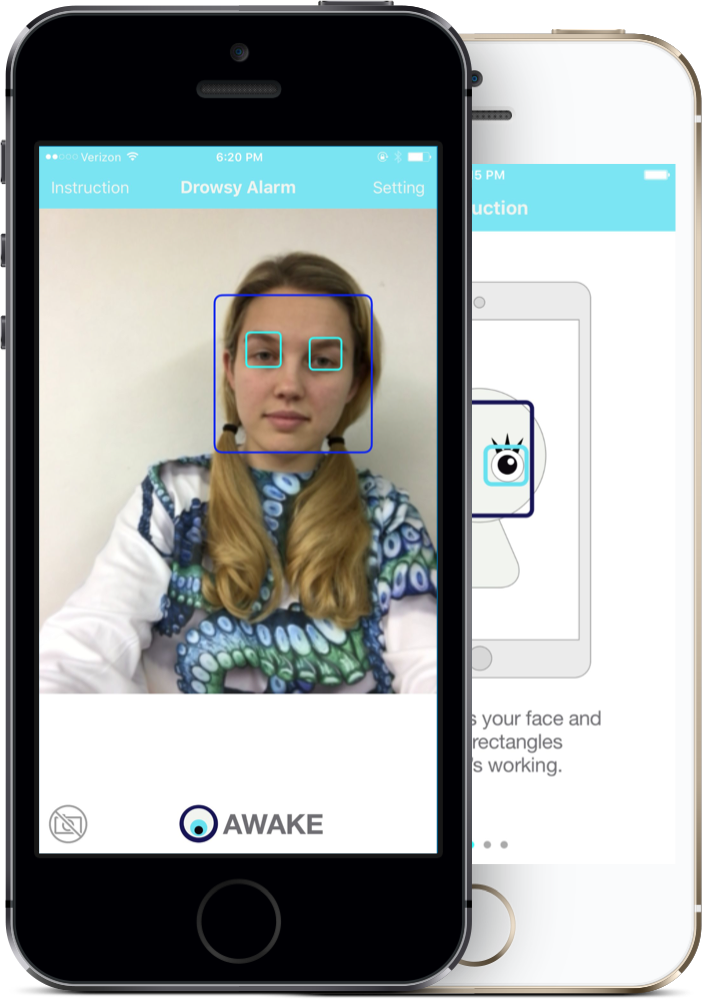 Verizon
6:20 PM
Instruction
Drowsy Alarm
Setting
AWAKE
5 PM
uction
s your face and
rectangles
's working.